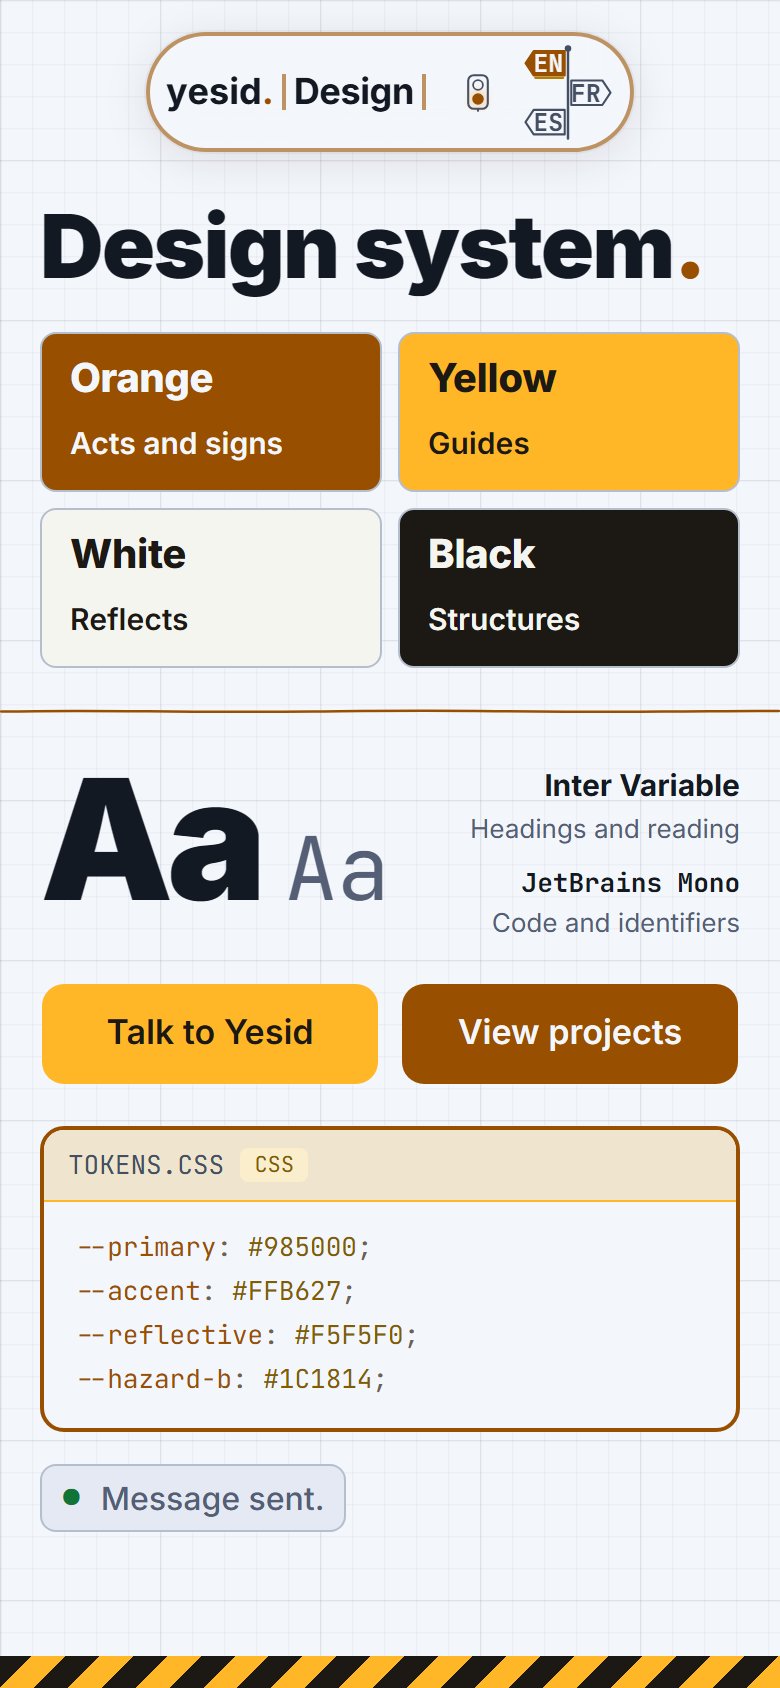 yesid. Design
EN
FR
ES
Design system.
Orange
Acts and signs
Yellow
Guides
White
Reflects
Black
Structures
Aa Aa
Inter Variable
Headings and reading
JetBrains Mono
Code and identifiers
Talk to Yesid
View projects
TOKENS.CSS CSS
--primary: #985000;
--accent: #FFB627;
--reflective: #F5F5F0;
--hazard-b: #1C1814;
Message sent.